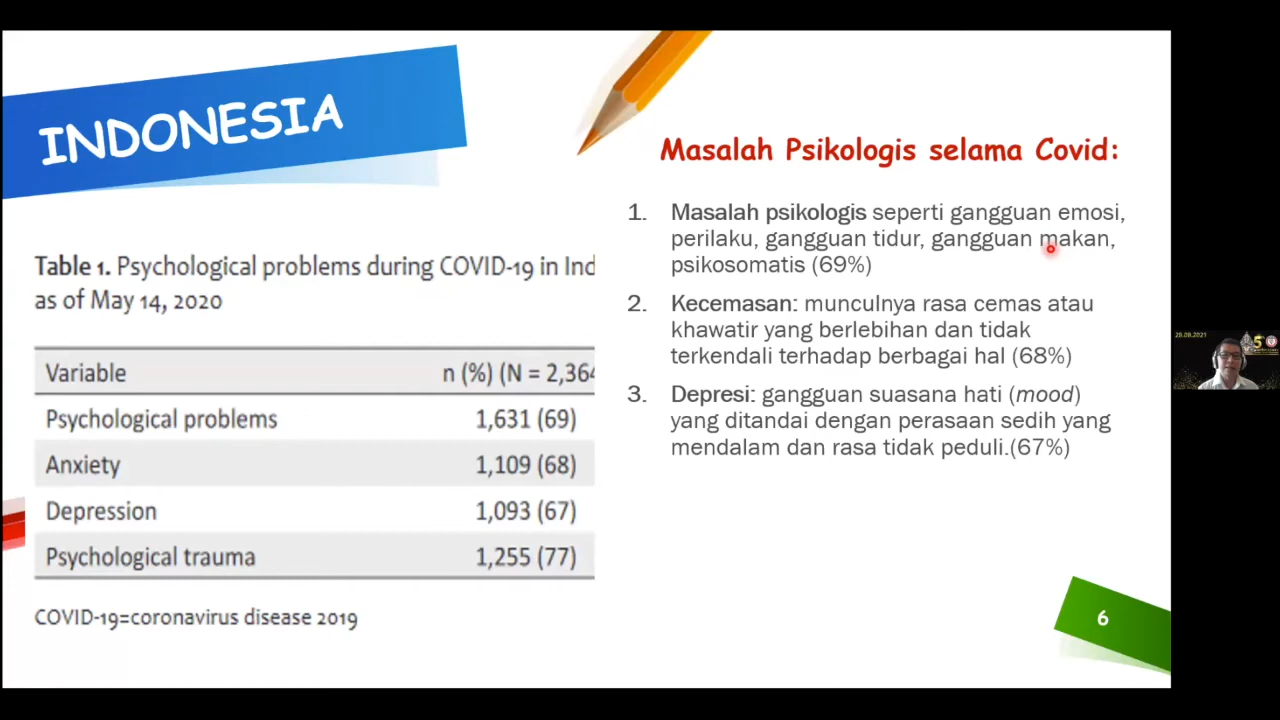 INDONESIA
Table 1. Psychological problems during COVID-19 in Ind
as of May 14, 2020
Variable n (%) (N = 2,364
Psychological problems 1,631 (69)
Anxiety 1,109 (68)
Depression 1,093 (67)
Psychological trauma 1,255 (77)
COVID-19=coronavirus disease 2019
Masalah Psikologis selama Covid:
1. Masalah psikologis seperti gangguan emosi,
perilaku, gangguan tidur, gangguan makan,
psikosomatis (69%)
2. Kecemasan: munculnya rasa cemas atau
khawatir yang berlebihan dan tidak
terkendali terhadap berbagai hal (68%)
3. Depresi: gangguan suasana hati (mood)
yang ditandai dengan perasaan sedih yang
mendalam dan rasa tidak peduli.(67%)
6